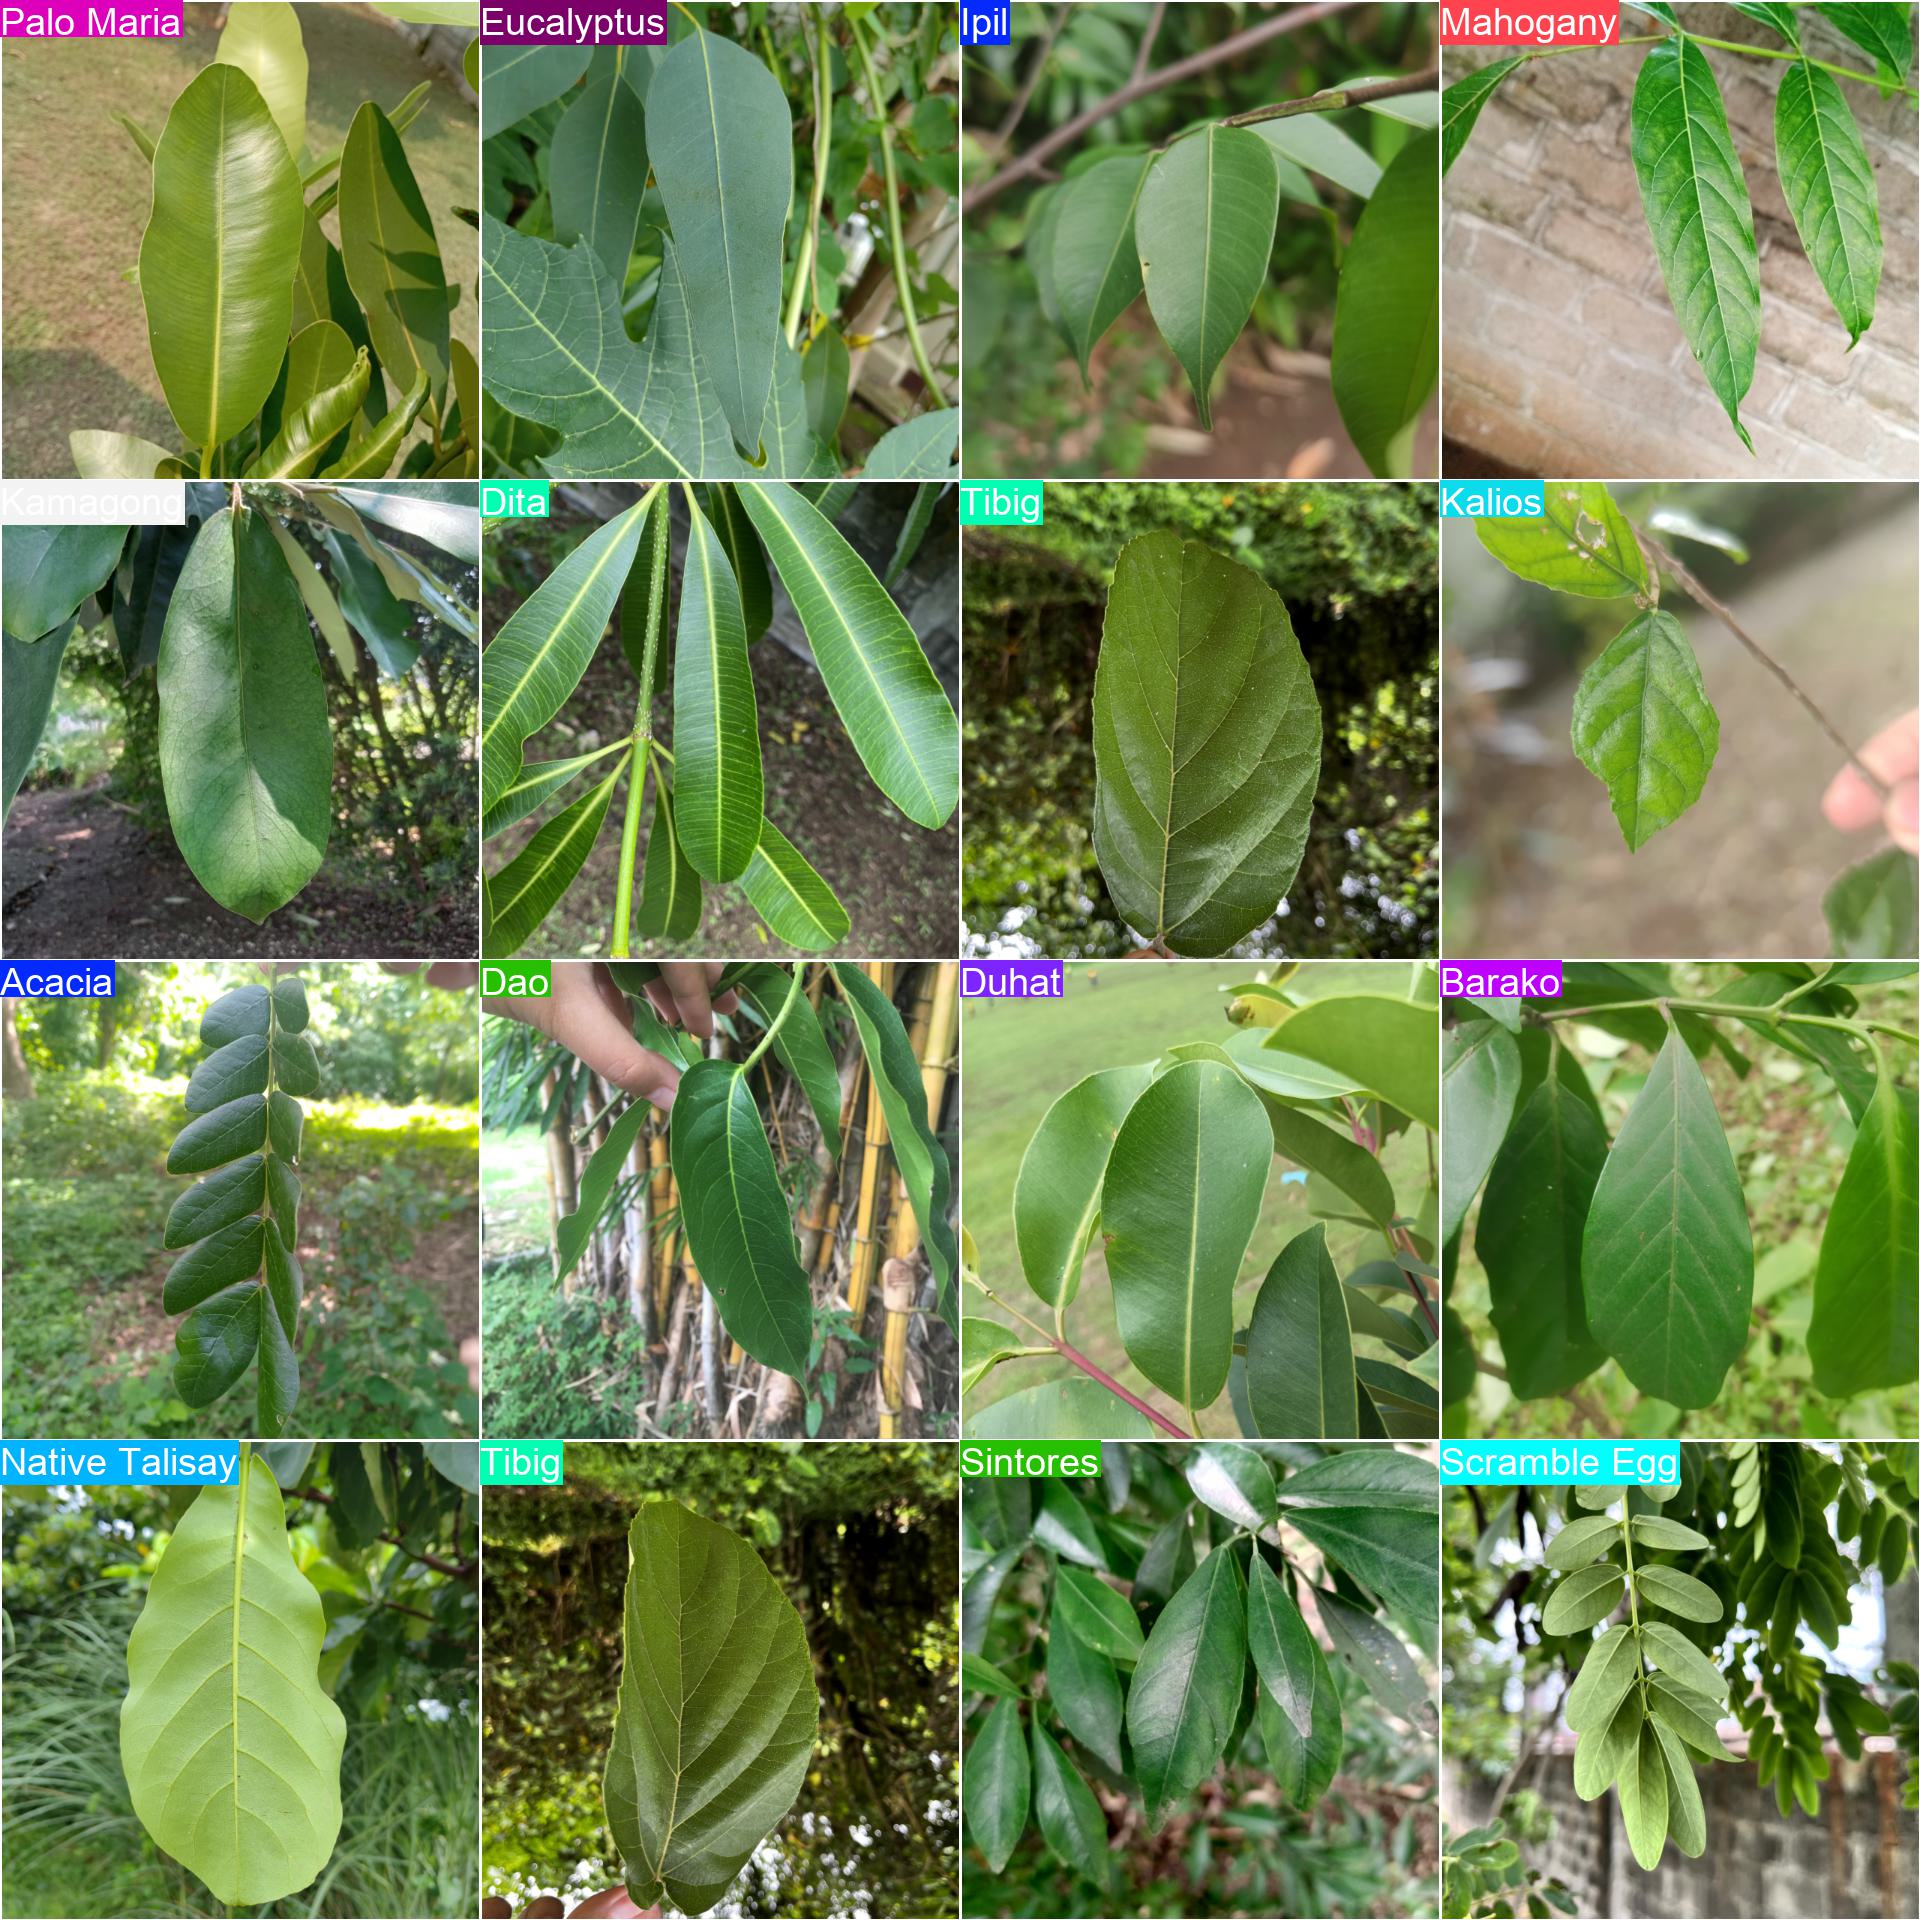 Palo Maria
Eucalyptus
Ipil
Mahogany
Kamagong
Dita
Tibig
Kalios
Acacia
Dao
Duhat
Barako
Native Talisay
Tibig
Sintores
Scramble Egg